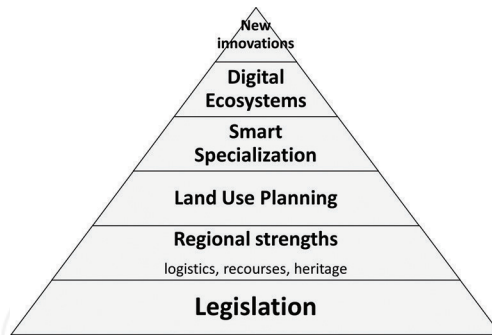 New
innovations
Digital
Ecosystems
Smart
Specialization
Land Use Planning
Regional strengths
logistics, recourses, heritage
Legislation